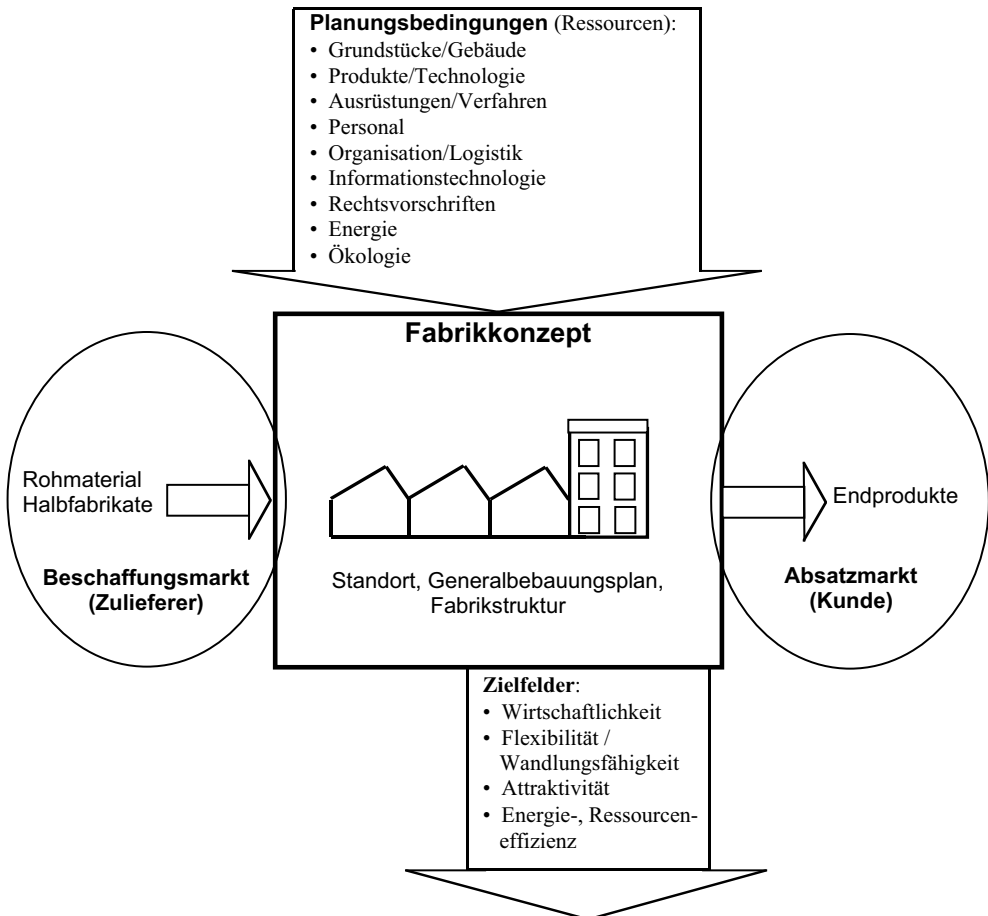 Planungsbedingungen (Ressourcen):
• Grundstücke/Gebäude
• Produkte/Technologie
• Ausrüstungen/Verfahren
• Personal
• Organisation/Logistik
• Informationstechnologie
• Rechtsvorschriften
• Energie
• Ökologie
Fabrikkonzept
Rohmaterial
Halbfabrikate
Beschaffungsmarkt
(Zulieferer)
Standort, Generalbebauungsplan,
Fabrikstruktur
Endprodukte
Absatzmarkt
(Kunde)
Zielfelder:
• Wirtschaftlichkeit
• Flexibilität /
Wandlungsfähigkeit
• Attraktivität
• Energie-, Ressourcen-
effizienz